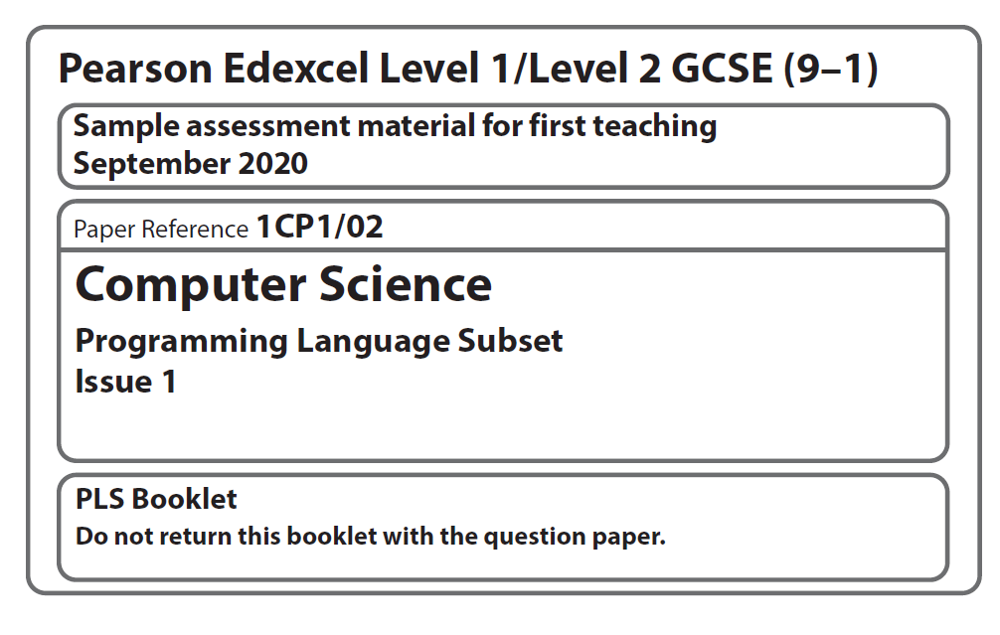 Pearson Edexcel Level 1/Level 2 GCSE (9–1)
Sample assessment material for first teaching
September 2020
Paper Reference 1CP1/02
Computer Science
Programming Language Subset
Issue 1
PLS Booklet
Do not return this booklet with the question paper.